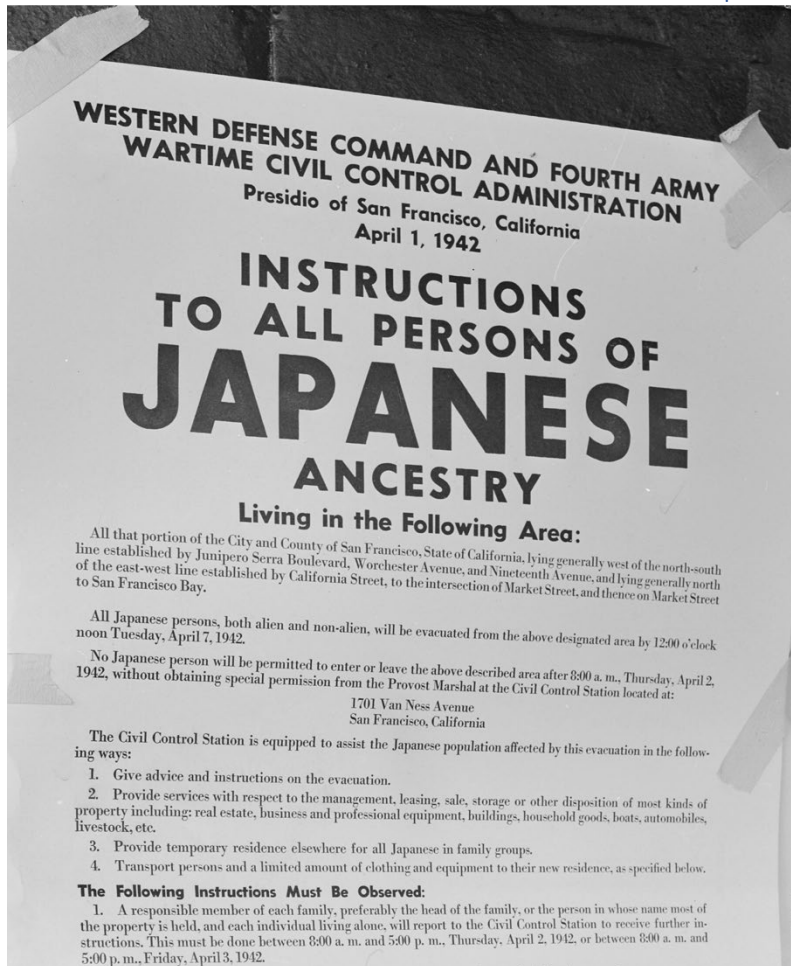 WESTERN DEFENSE COMMAND AND FOURTH ARMY
WARTIME CIVIL CONTROL ADMINISTRATION
Presidio of San Francisco, California
April 1, 1942
INSTRUCTIONS
TO ALL PERSONS OF
JAPANESE
ANCESTRY
Living in the Following Area:
All that portion of the City and County of San Francisco, State of California, lying generally west of the north-south
line established by Junipero Serra Boulevard, Worchester Avenue, and Nineteenth Avenue, and lying generally north
of the east-west line established by California Street, to the intersection of Market Street, and thence on Market Street
to San Francisco Bay.
All Japanese persons, both alien and non-alien, will be evacuated from the above designated area by 12:00 o'clock
noon Tuesday, April 7, 1942.
No Japanese person will be permitted to enter or leave the above described area after 8:00 a. m., Thursday, April 2,
1942, without obtaining special permission from the Provost Marshal at the Civil Control Station located at:
1701 Van Ness Avenue
San Francisco, California
The Civil Control Station is equipped to assist the Japanese population affected by this evacuation in the follow-
ing ways:
1. Give advice and instructions on the evacuation.
2. Provide services with respect to the management, leasing, sale, storage or other disposition of most kinds of
property including: real estate, business and professional equipment, buildings, household goods, boats, automobiles,
livestock, etc.
3. Provide temporary residence elsewhere for all Japanese in family groups.
4. Transport persons and a limited amount of clothing and equipment to their new residence, as specified below.
The Following Instructions Must Be Observed:
1. A responsible member of each family, preferably the head of the family, or the person in whose name most of
the property is held, and each individual living alone, will report to the Civil Control Station to receive further in-
structions. This must be done between 8:00 a. m. and 5:00 p. m., Thursday, April 2, 1942, or between 8:00 a. m. and
5:00 p. m., Friday, April 3, 1942.